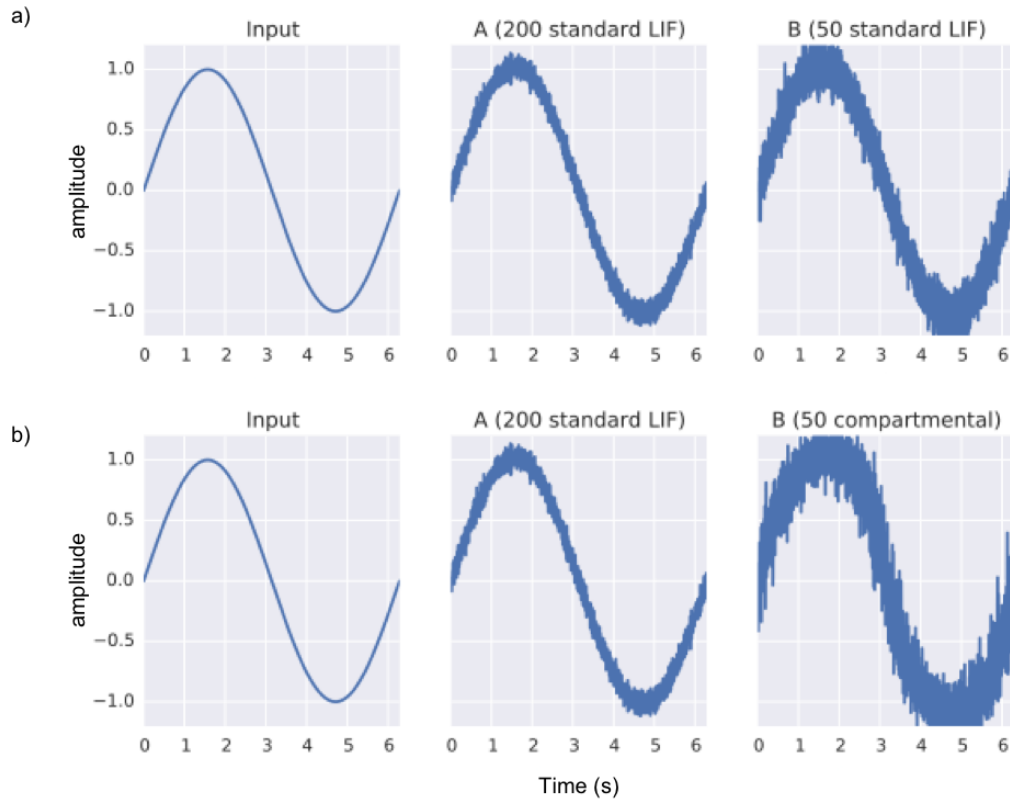 a)
Input
A (200 standard LIF)
B (50 standard LIF)
amplitude
1.0
0.5
0.0
−0.5
−1.0
0 1 2 3 4 5 6
0 1 2 3 4 5 6
0 1 2 3 4 5 6
b)
Input
A (200 standard LIF)
B (50 compartmental)
amplitude
1.0
0.5
0.0
−0.5
−1.0
0 1 2 3 4 5 6
0 1 2 3 4 5 6
0 1 2 3 4 5 6
Time (s)